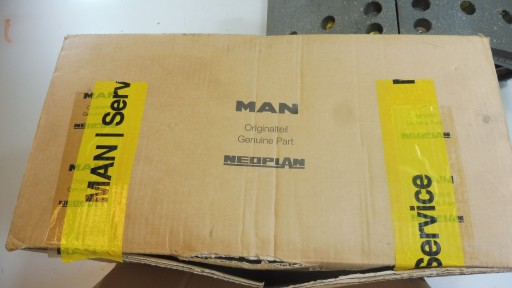 MAN
Originalteil
Genuine Part
NEOPLAN
MAN | Serv
Service